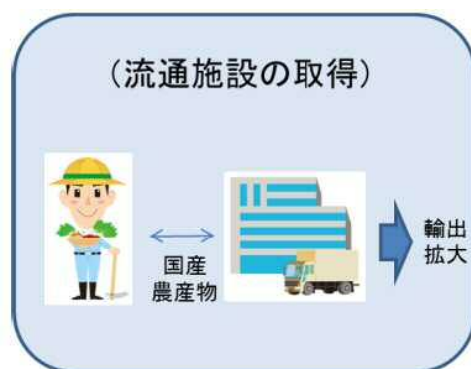 （流通施設の取得）
国産
農産物
輸出
拡大